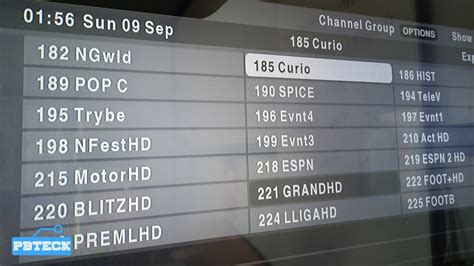 01:56 Sun 09 Sep
Channel Group OPTIONS Show
185 Curio
182 NGwld 185 Curio 186 HIST
189 POP C 190 SPICE 194 TeleV
195 Trybe 196 Evnt4 197 Evnt1
198 NFestHD 199 Evnt3 210 Act HD
215 MotorHD 218 ESPN 219 ESPN 2 HD
220 BLITZHD 221 GRANDHD 222 FOOT+HD
PREMLHD 224 LLIGAHD 225 FOOTB
PBTECK